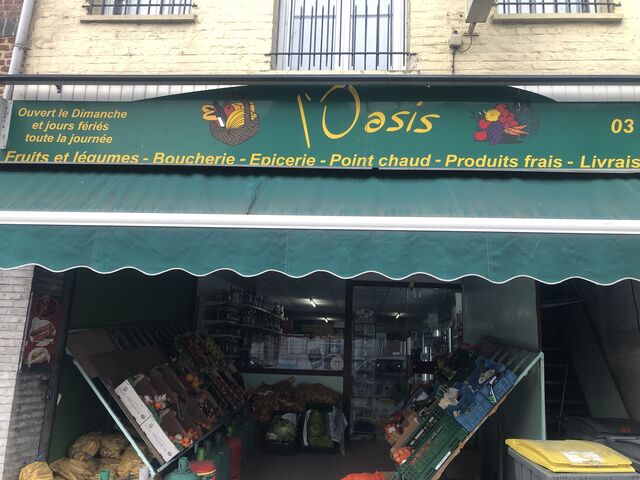 Ouvert le Dimanche
et jours fériés
toute la journée
l'Oasis
03
Fruits et légumes - Boucherie - Epicerie - Point chaud - Produits frais - Livrais